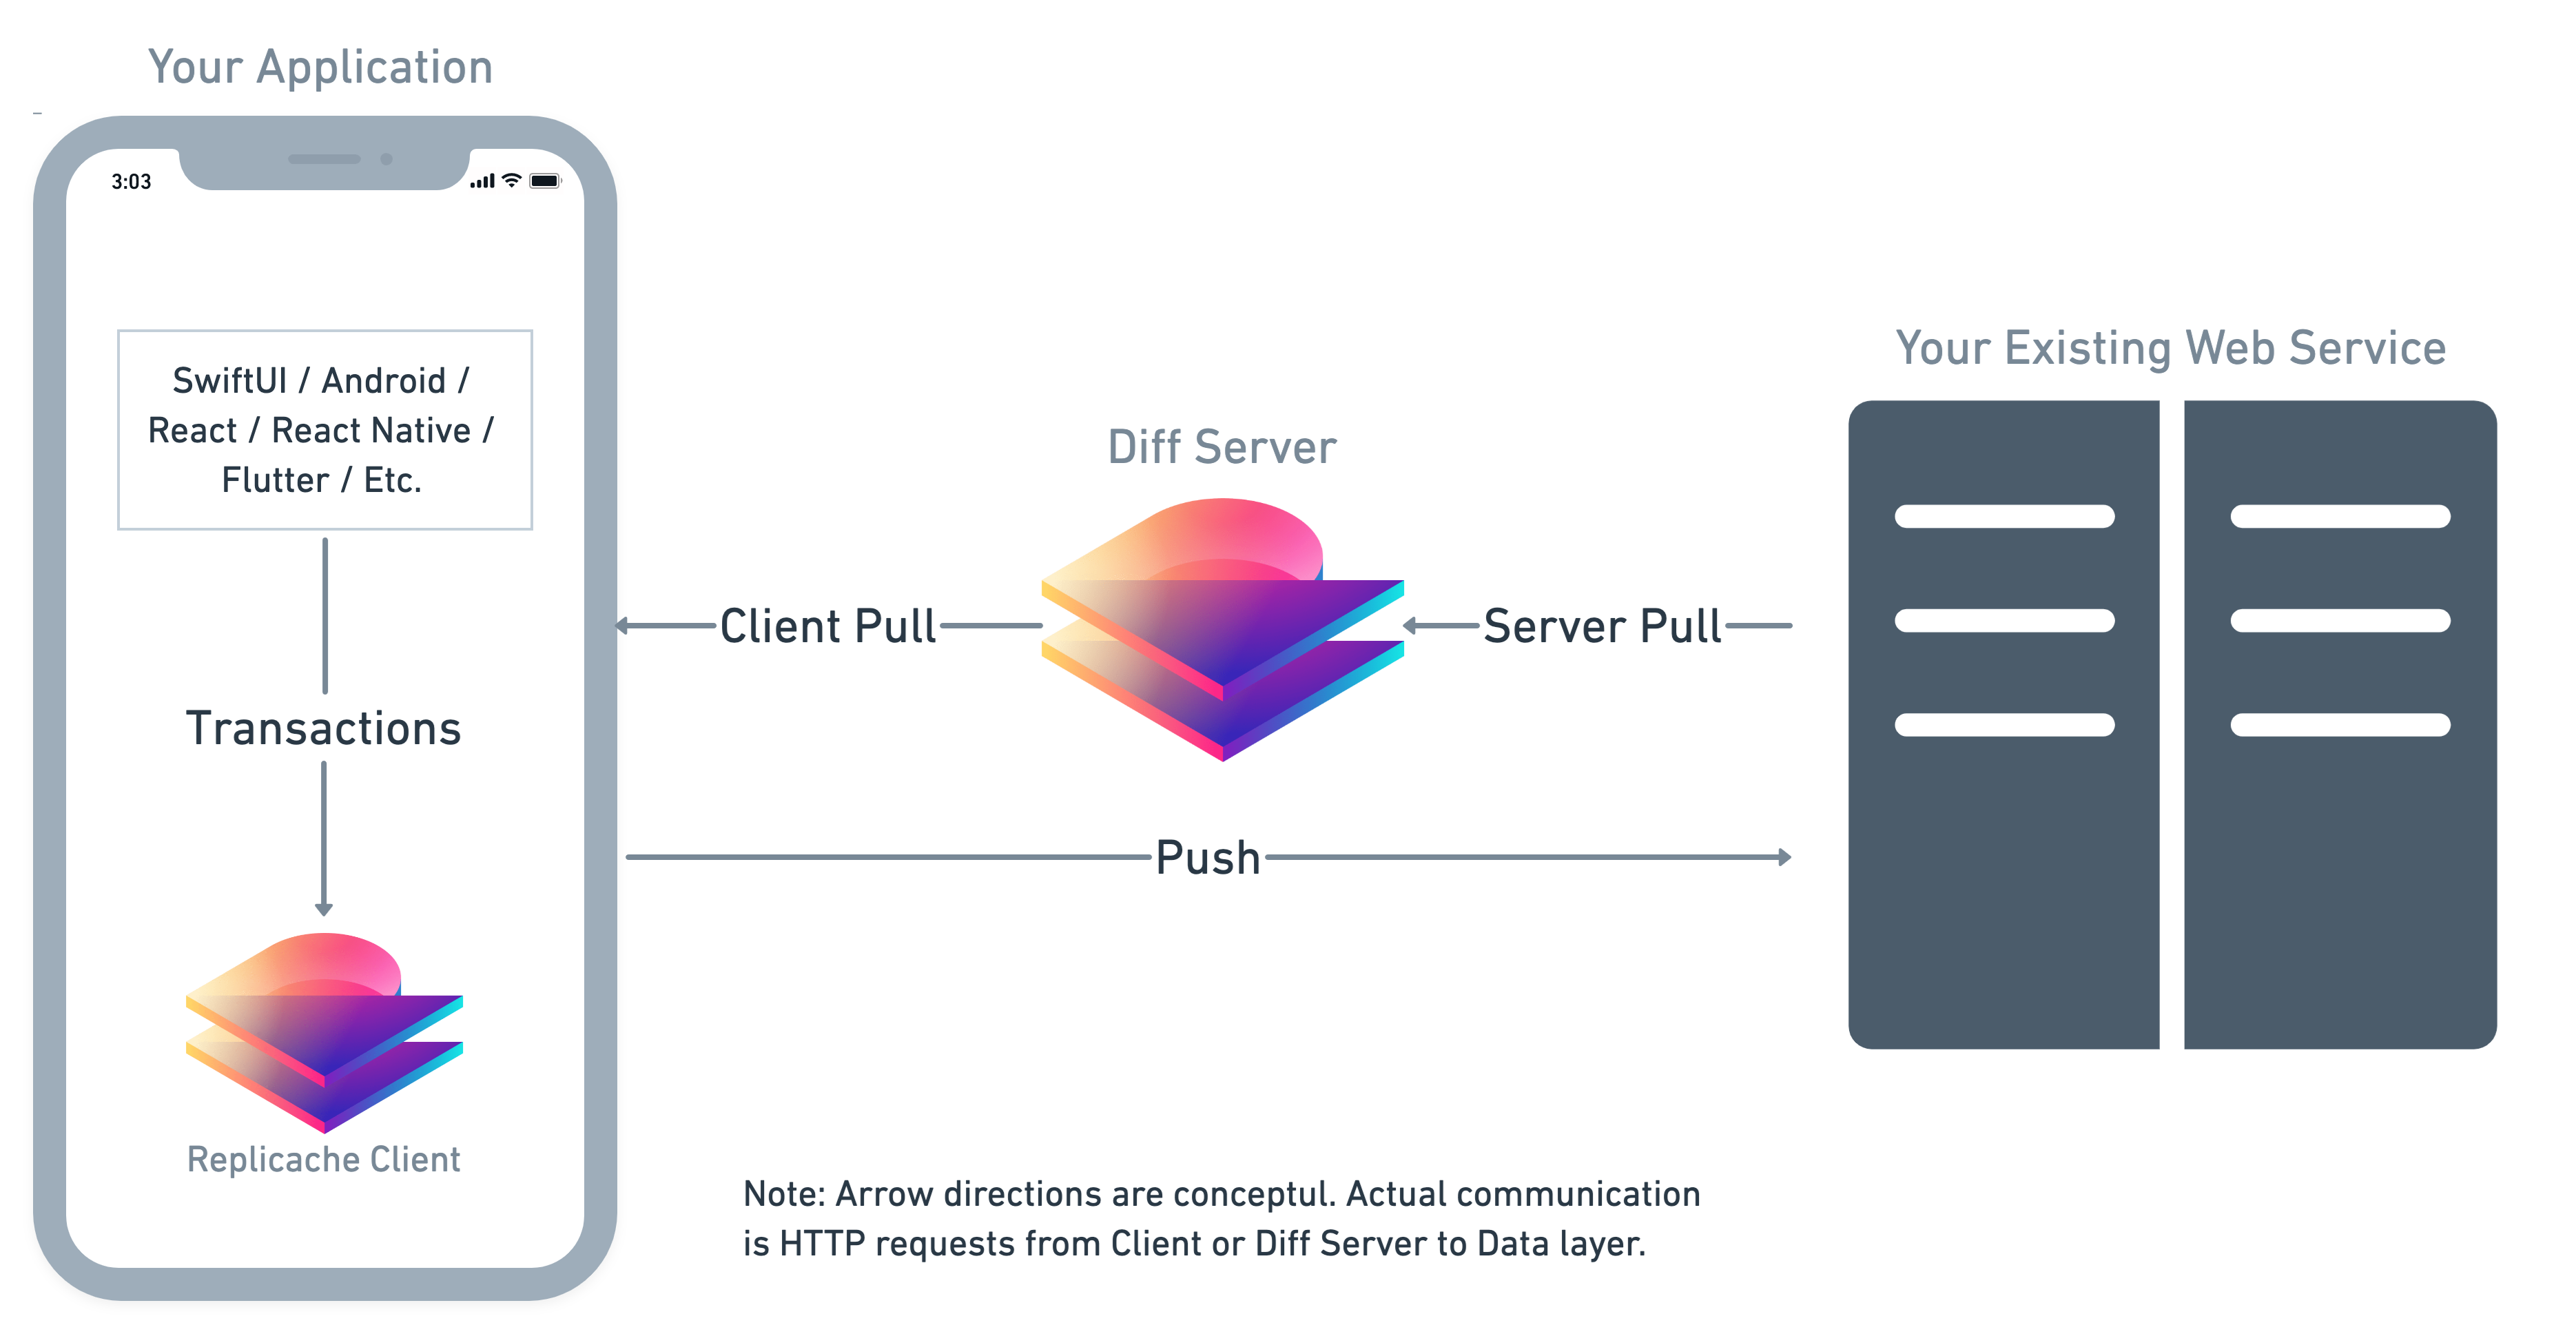 Your Application
3:03
SwiftUI / Android /
React / React Native /
Flutter / Etc.
Transactions
Replicache Client
Client Pull
Diff Server
Server Pull
Push
Your Existing Web Service
Note: Arrow directions are conceptul. Actual communication
is HTTP requests from Client or Diff Server to Data layer.